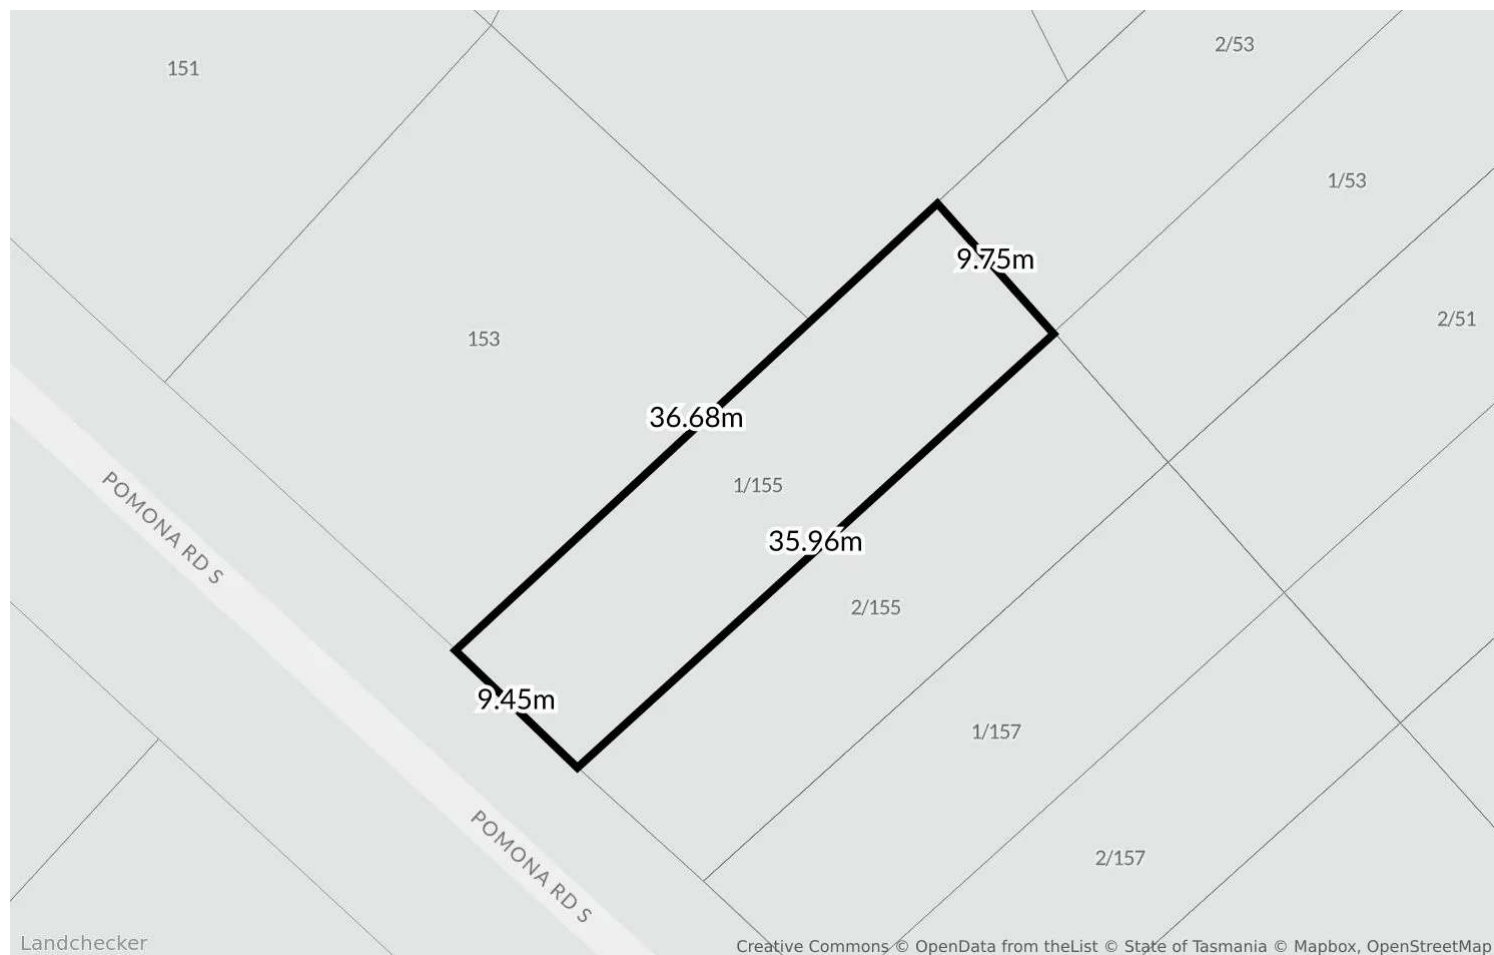 2/53
151
1/53
9.75m
2/51
153
36.68m
1/155
35.96m
POMONA RD S
2/155
9.45m
1/157
POMONA RD S
2/157
Landchecker
Creative Commons © OpenData from theList © State of Tasmania © Mapbox, OpenStreetMap